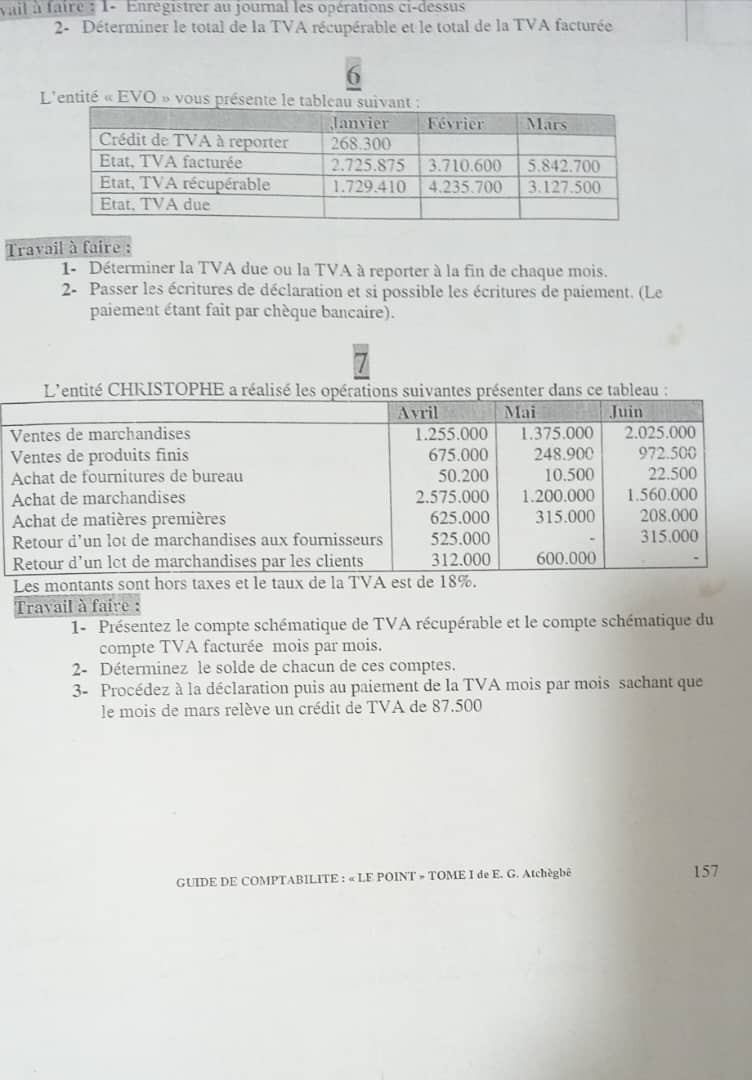 vail à faire : 1- Enregistrer au journal les opérations ci-dessus
2- Déterminer le total de la TVA récupérable et le total de la TVA facturée
6
L'entité « EVO » vous présente le tableau suivant :
Janvier Février Mars
Crédit de TVA à reporter 268.300
Etat, TVA facturée 2.725.875 3.710.600 5.842.700
Etat, TVA récupérable 1.729.410 4.235.700 3.127.500
Etat, TVA due
Travail à faire :
1- Déterminer la TVA due ou la TVA à reporter à la fin de chaque mois.
2- Passer les écritures de déclaration et si possible les écritures de paiement. (Le
paiement étant fait par chèque bancaire).
7
L'entité CHRISTOPHE a réalisé les opérations suivantes présenter dans ce tableau :
Avril Mai Juin
Ventes de marchandises 1.255.000 1.375.000 2.025.000
Ventes de produits finis 675.000 248.900 972.500
Achat de fournitures de bureau 50.200 10.500 22.500
Achat de marchandises 2.575.000 1.200.000 1.560.000
Achat de matières premières 625.000 315.000 208.000
Retour d'un lot de marchandises aux fournisseurs 525.000 - 315.000
Retour d'un lot de marchandises par les clients 312.000 600.000 -
Les montants sont hors taxes et le taux de la TVA est de 18%.
Travail à faire :
1- Présentez le compte schématique de TVA récupérable et le compte schématique du
compte TVA facturée mois par mois.
2- Déterminez le solde de chacun de ces comptes.
3- Procédez à la déclaration puis au paiement de la TVA mois par mois sachant que
le mois de mars relève un crédit de TVA de 87.500
GUIDE DE COMPTABILITE : « LE POINT » TOME I de E. G. Atchègbé 157